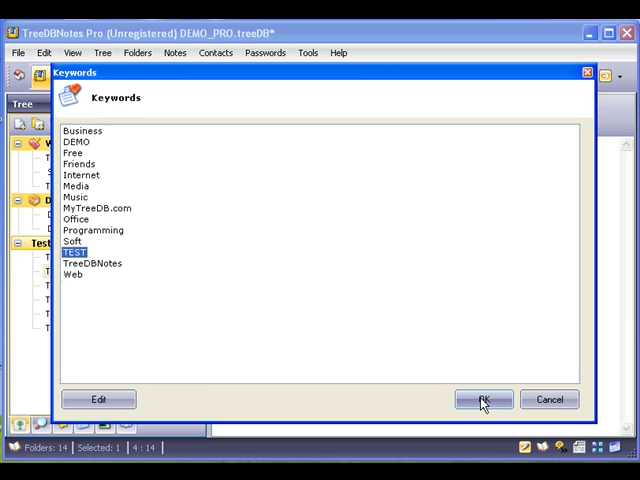 TreeDBNotes Pro (Unregistered) DEMO_PRO.treeDB*
File Edit View Tree Folders Notes Contacts Passwords Tools Help
Keywords
Tree
Keywords
Business
DEMO
Free
Friends
Internet
Media
Music
MyTreeDB.com
Office
Programming
Soft
TEST
TreeDBNotes
Web
Test
Edit OK Cancel
Folders: 14 Selected: 1 4 : 14